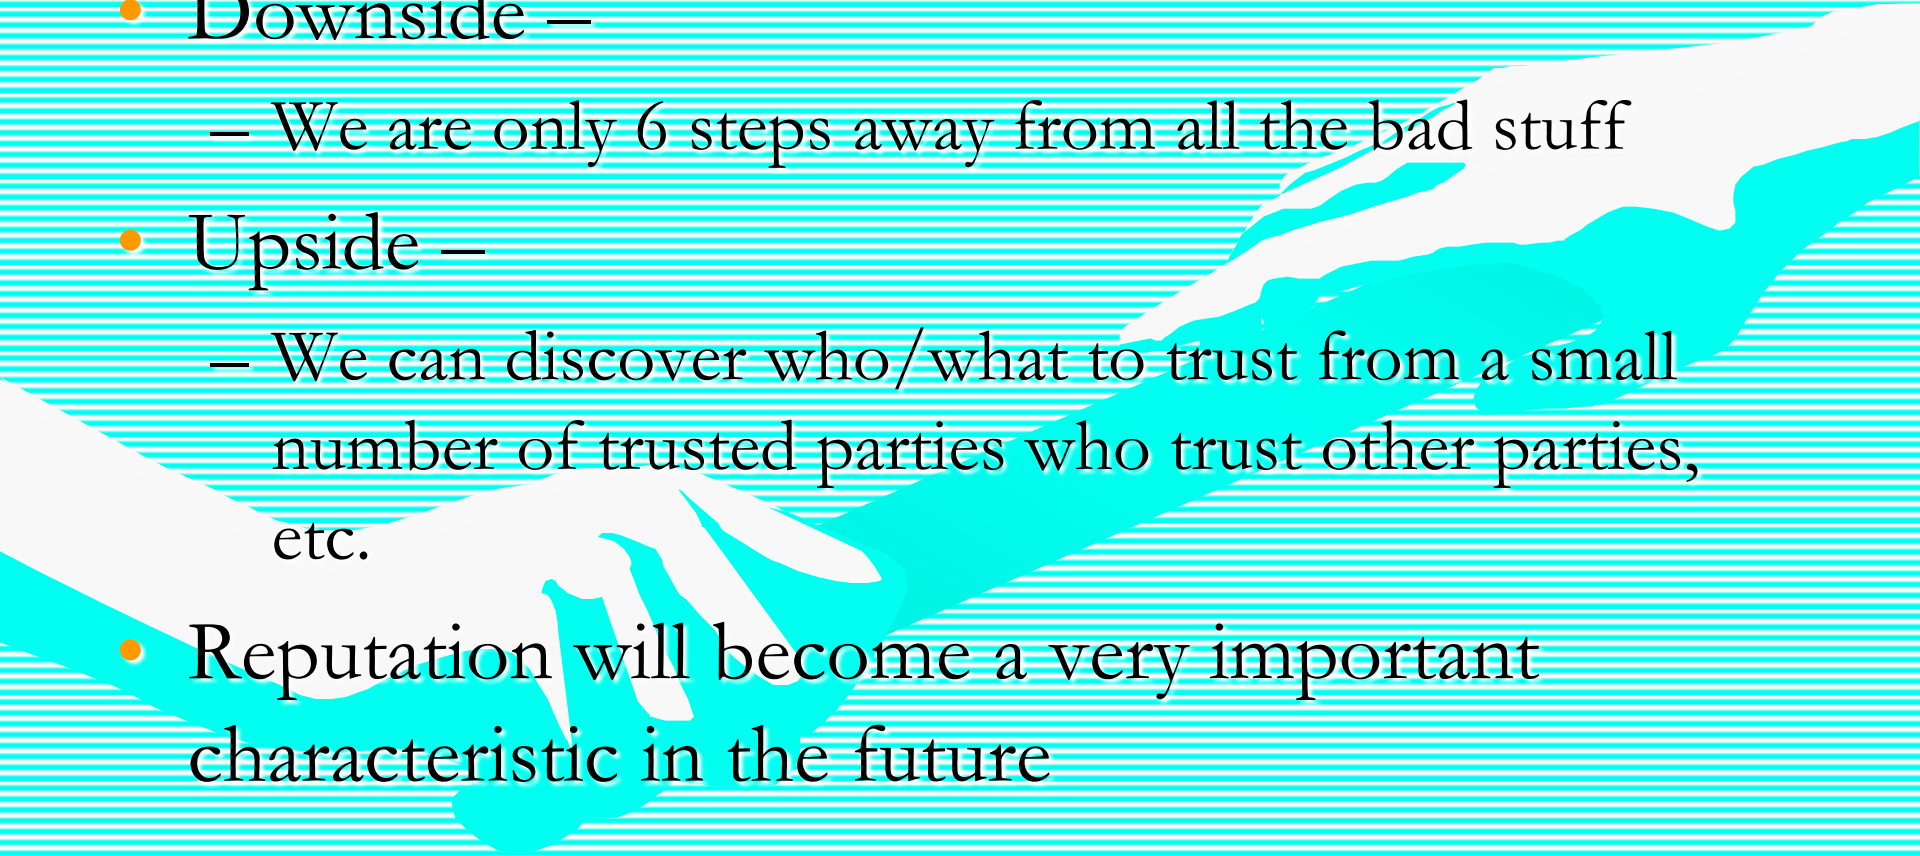 • Downside –
– We are only 6 steps away from all the bad stuff
• Upside –
– We can discover who/what to trust from a small
number of trusted parties who trust other parties,
etc.
• Reputation will become a very important
characteristic in the future